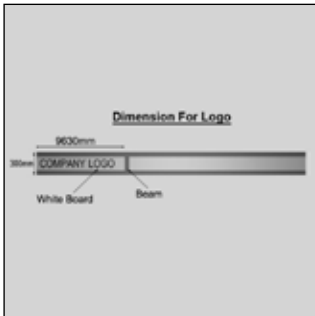 Dimension For Logo
9630mm
300mm
COMPANY LOGO
White Board
Beam